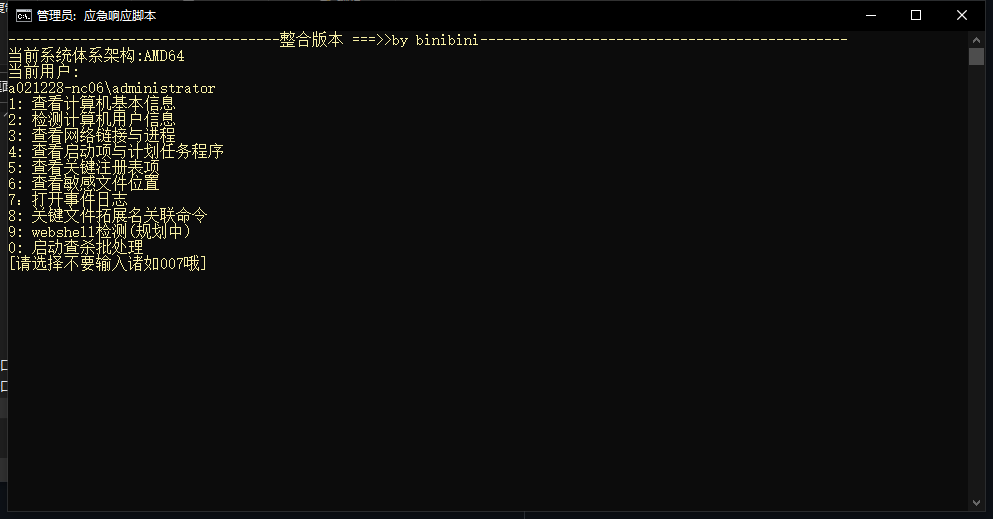 管理员: 应急响应脚本
----------------------------------整合版本 ===>>by binibini----------------------------------------------
当前系统体系架构:AMD64
当前用户:
a021228-nc06\administrator
1: 查看计算机基本信息
2: 检测计算机用户信息
3: 查看网络链接与进程
4: 查看启动项与计划任务程序
5: 查看关键注册表项
6: 查看敏感文件位置
7: 打开事件日志
8: 关键文件拓展名关联命令
9: webshell检测(规划中)
0: 启动查杀批处理
[请选择不要输入诸如007哦]